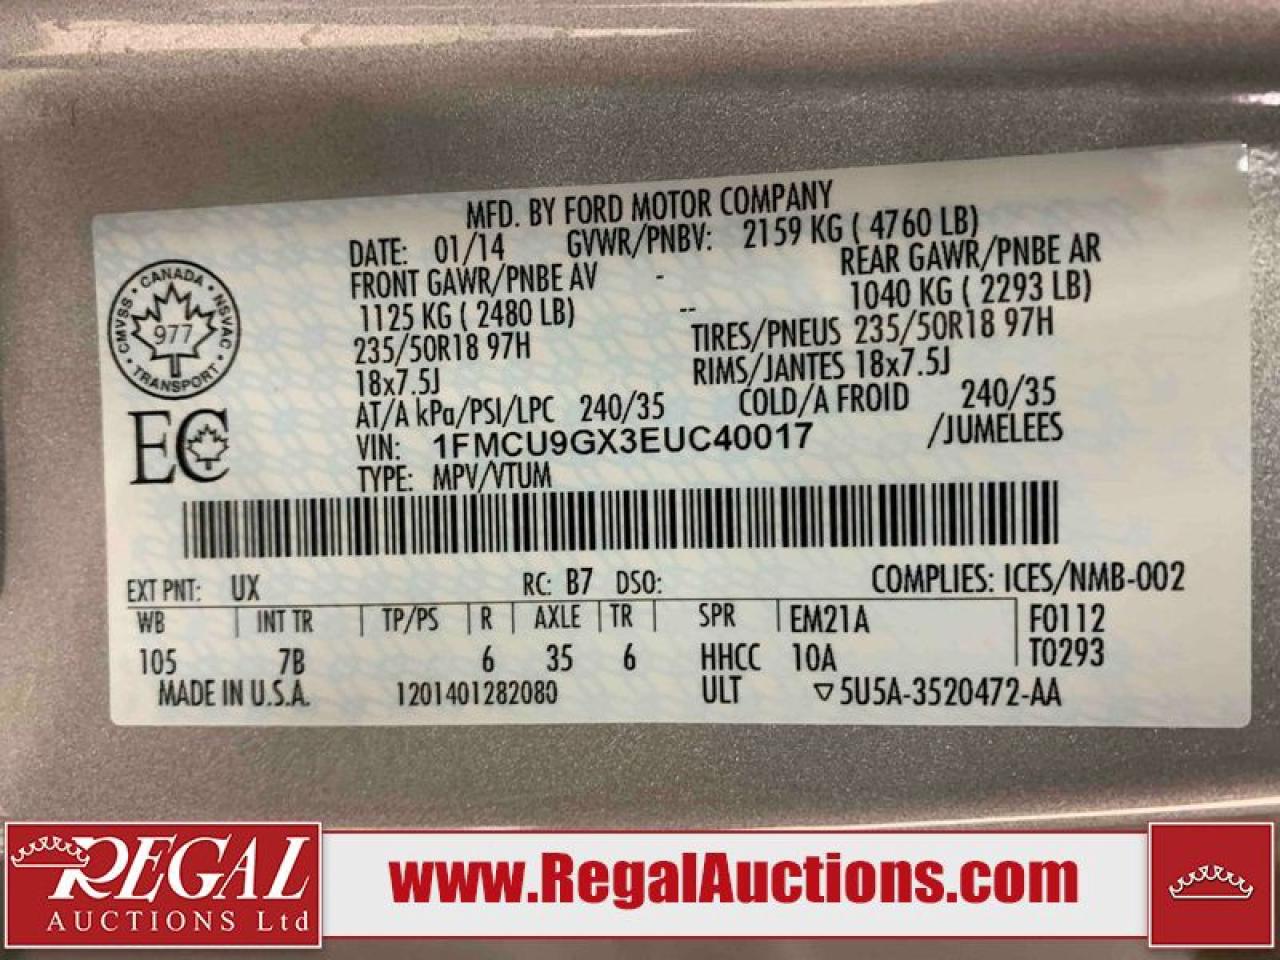 MFD. BY FORD MOTOR COMPANY
DATE: 01/14 GVWR/PNBV: 2159 KG ( 4760 LB)
FRONT GAWR/PNBE AV - REAR GAWR/PNBE AR
1125 KG ( 2480 LB) -- 1040 KG ( 2293 LB)
235/50R18 97H TIRES/PNEUS 235/50R18 97H
18x7.5J RIMS/JANTES 18x7.5J
AT/A kPa/PSI/LPC 240/35 COLD/A FROID 240/35
VIN: 1FMCU9GX3EUC40017 /JUMELEES
TYPE: MPV/VTUM
CANADA · NSVAC · TRANSPORT · CMVSS ·
977
EC
EXT PNT: UX RC: B7 DSO: COMPLIES: ICES/NMB-002
WB | INT TR | TP/PS | R | AXLE | TR | SPR | EM21A | F0112
105 7B 6 35 6 HHCC 10A | T0293
MADE IN U.S.A. 1201401282080 ULT ▽ 5U5A-3520472-AA
REGAL
AUCTIONS Ltd
www.RegalAuctions.com